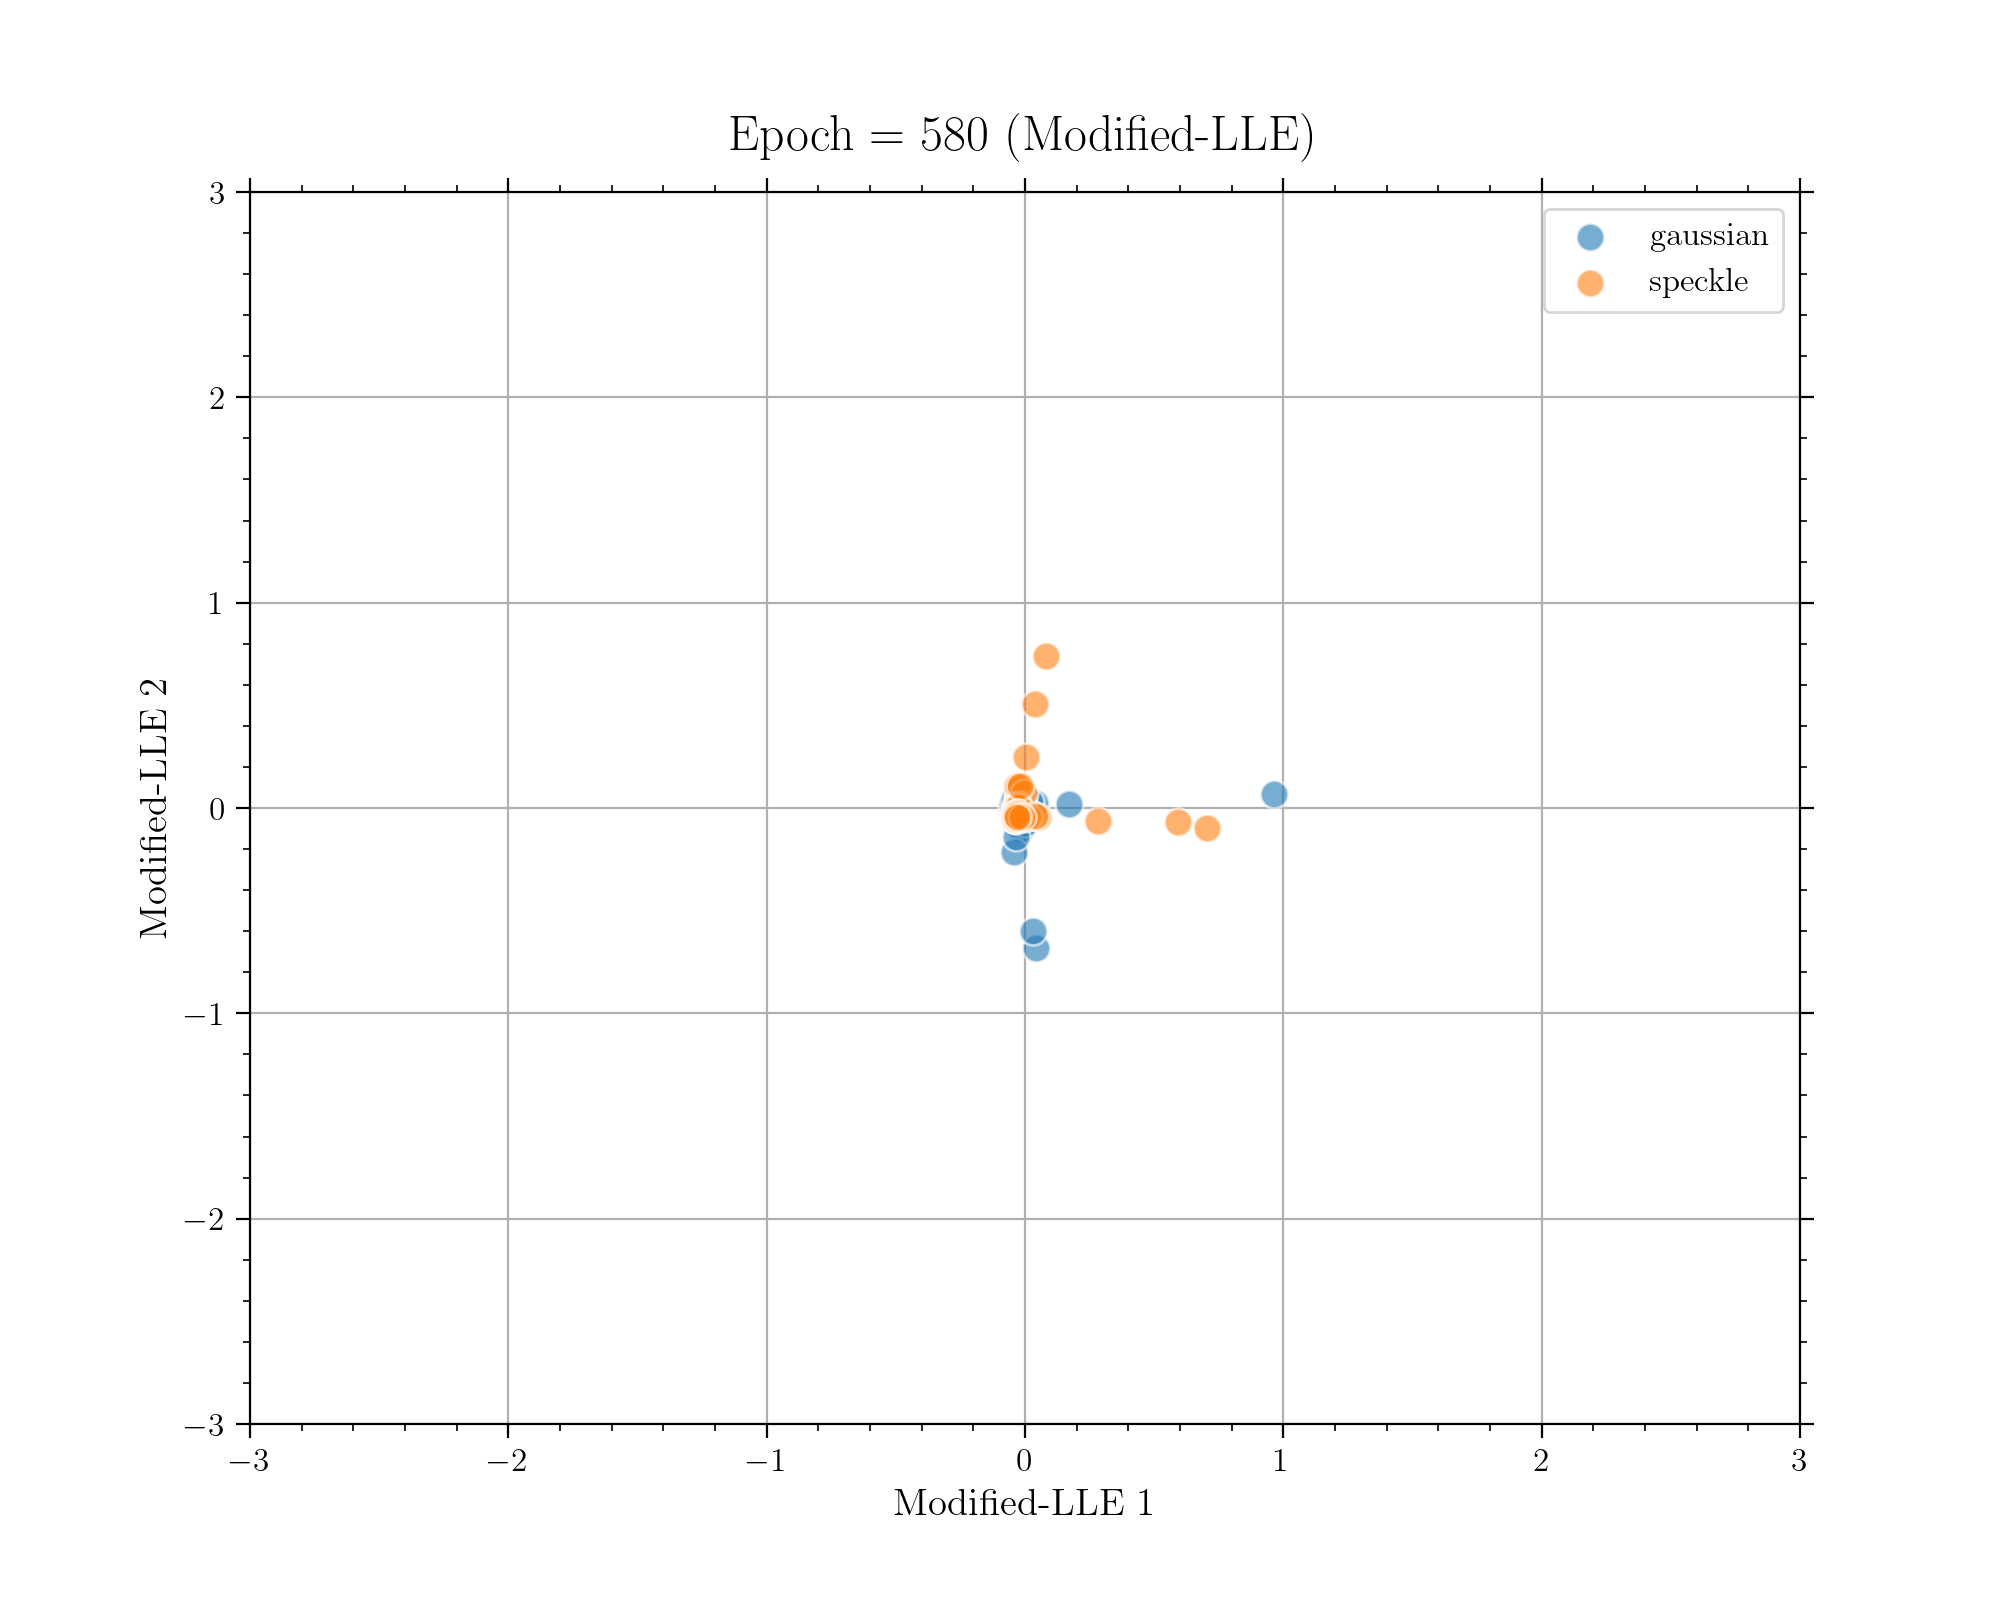 Epoch = 580 (Modified-LLE)
gaussian
speckle
3
2
1
0
−1
−2
−3
Modified-LLE 2
−3 −2 −1 0 1 2 3
Modified-LLE 1